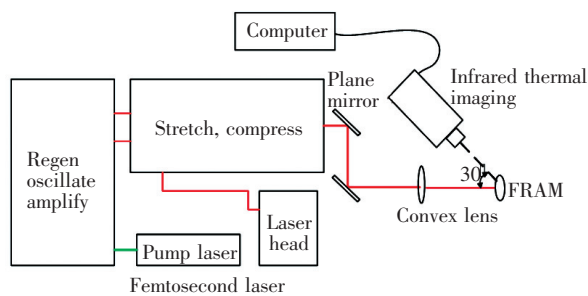 Computer
Plane
mirror
Infrared thermal
imaging
Stretch, compress
Regen
oscillate
amplify
30
FRAM
Convex lens
Laser
head
Pump laser
Femtosecond laser